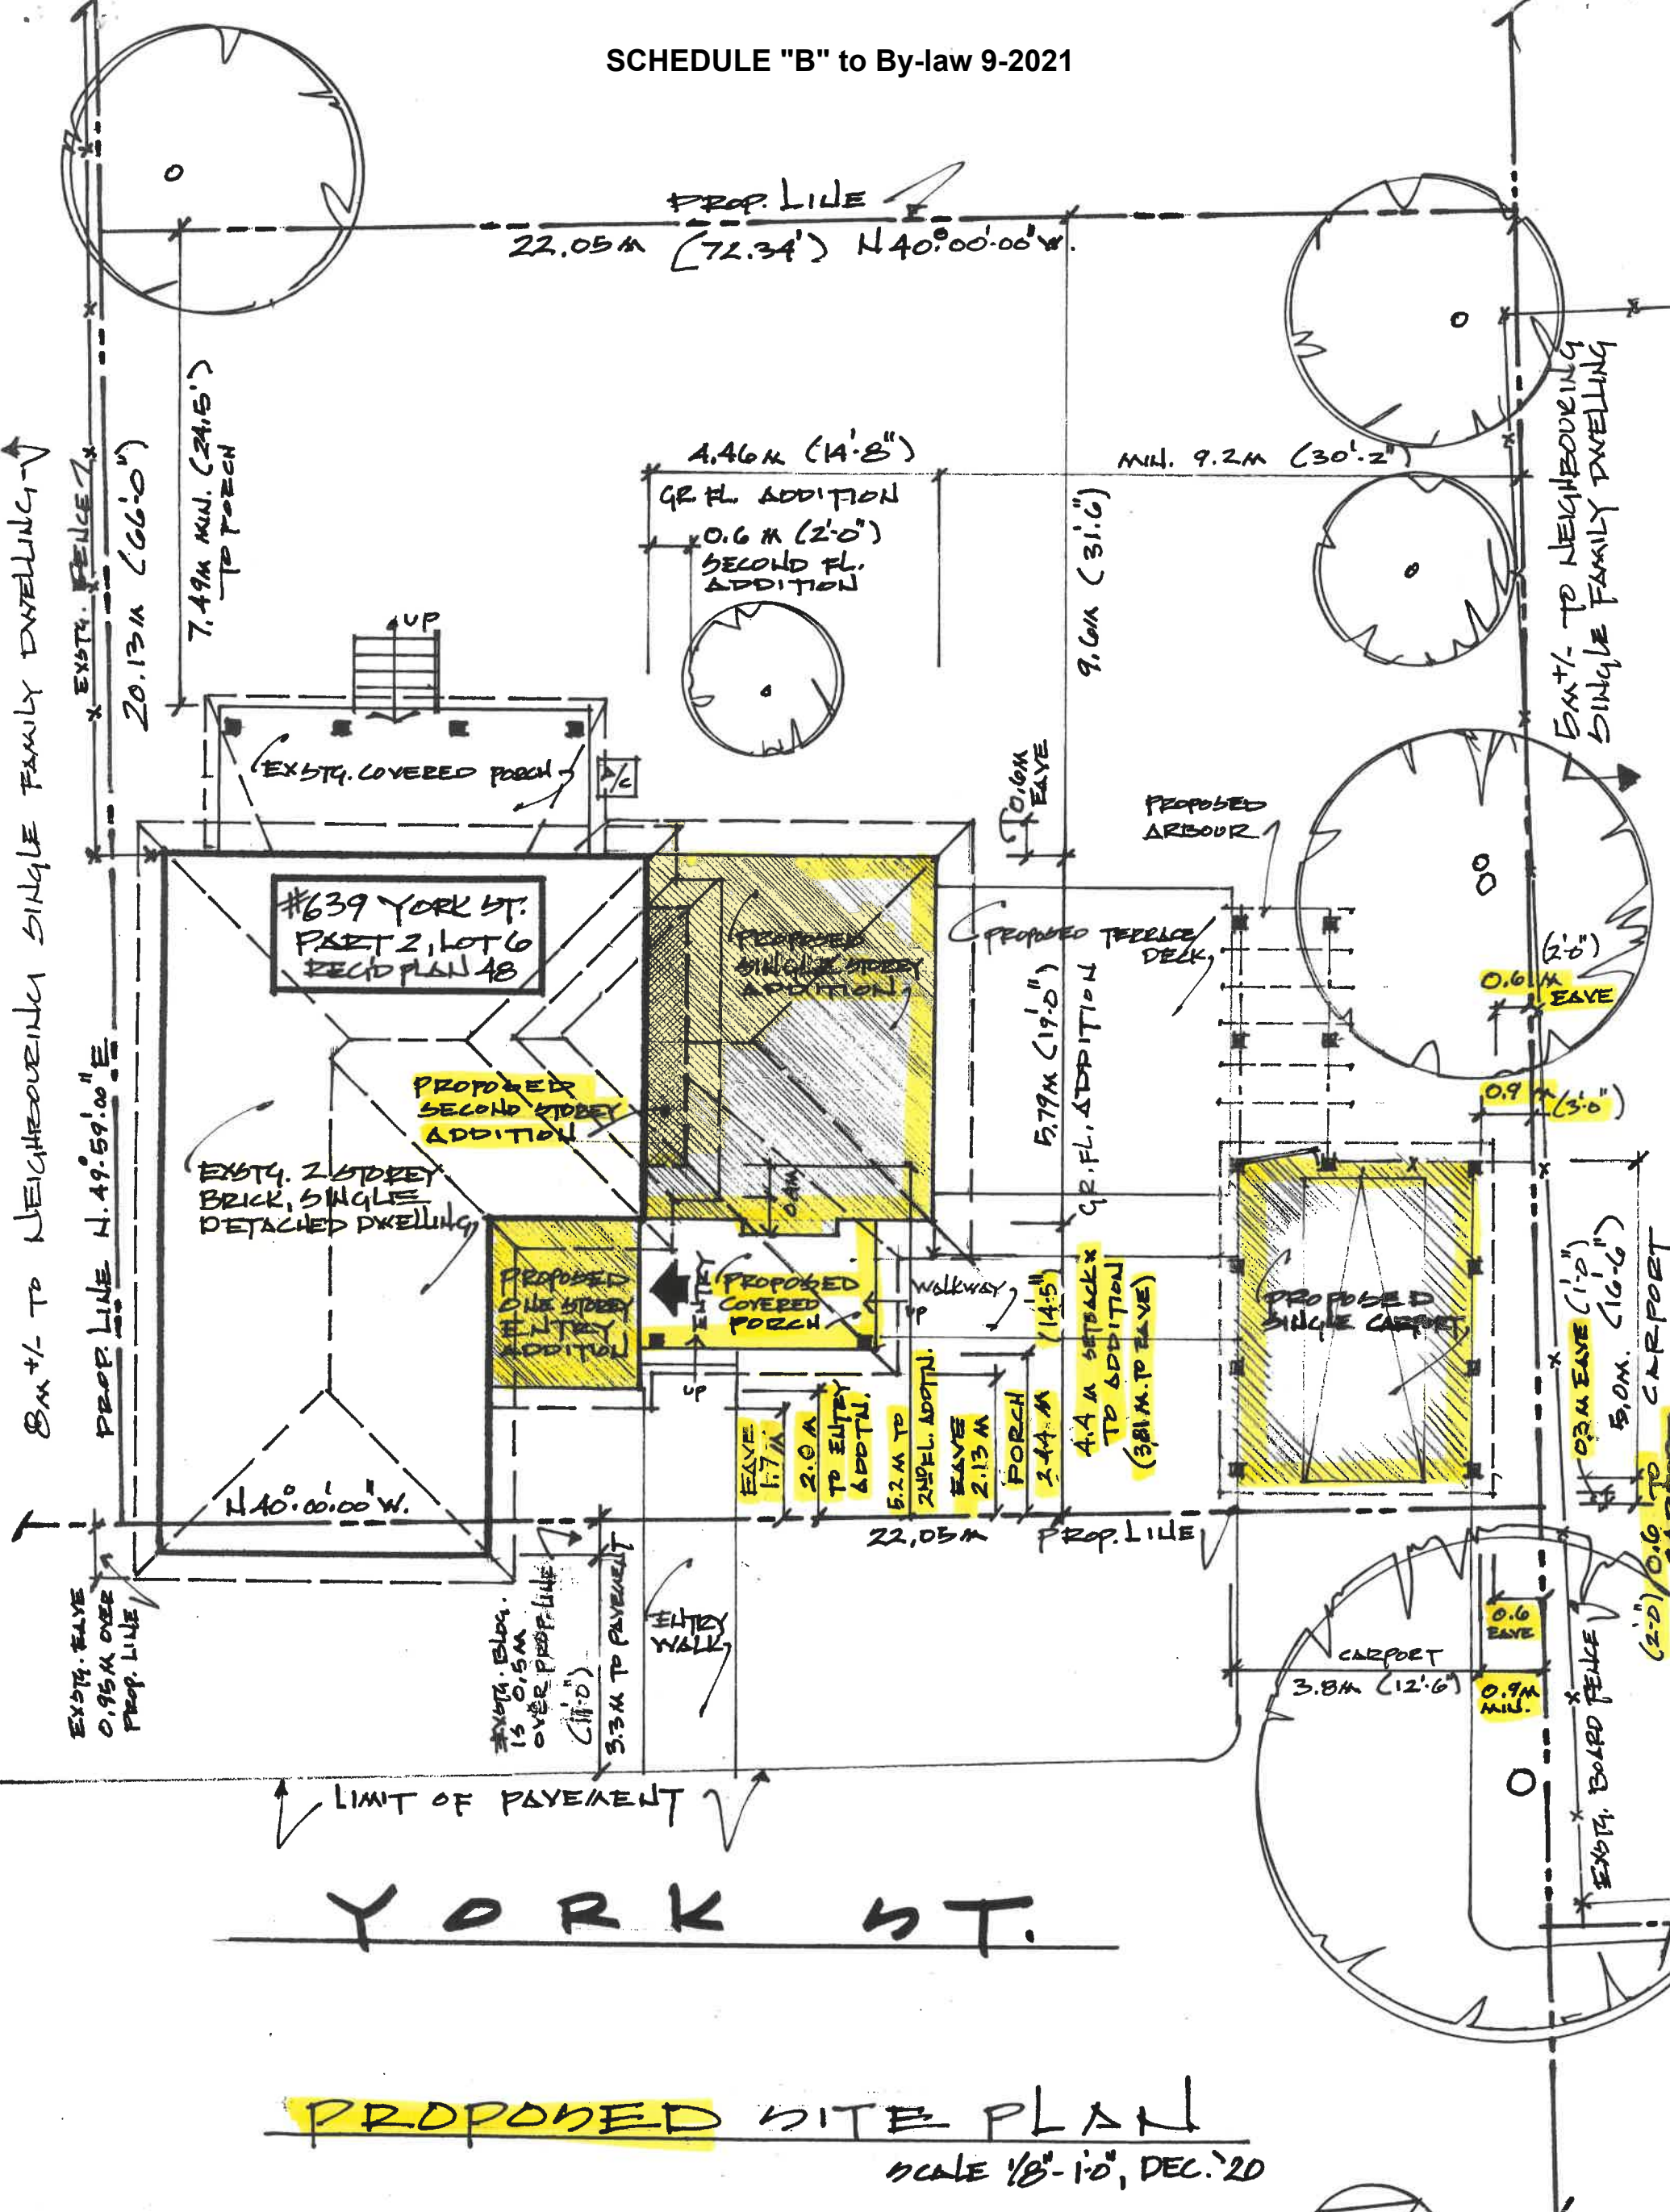 SCHEDULE "B" to By-law 9-2021
PROP. LINE
22.05M (72.34') N40°.00'.00" W.
8M +/- TO NEIGHBOURING SINGLE FAMILY DWELLING
EXSTG. FENCE
20.13M (66'-0")
7.49M MIN. (24.5')
TO PORCH
4.46M (14'-8")
GR. FL. ADDITION
0.6 M (2'-0")
SECOND FL.
ADDITION
MIN. 9.2M (30'-2")
9.6M (31.6')
5M +/- TO NEIGHBOURING
SINGLE FAMILY DWELLING
UP
EXSTG. COVERED PORCH
A/C
0.6M
EAVE
PROPOSED
ARBOUR
#639 YORK ST.
PART 2, LOT 6
REC'D PLAN 48
PROPOSED
SINGLE STOREY
ADDITION
PROPOSED TERRACE/
DECK
(2'-0")
0.6 M
EAVE
0.9 M (3'-0")
PROP. LINE N. 49°.59'.00" E
PROPOSED
SECOND STOREY
ADDITION
5.79M (19'-0")
GR. FL. ADDITION
EXSTG. 2 STOREY
BRICK, SINGLE
DETACHED DWELLING
PROPOSED
ONE STOREY
ENTRY
ADDITION
ENTRY
PROPOSED
COVERED
PORCH
WALKWAY
UP
UP
PROPOSED
SINGLE CARPORT
EAVE
1.7 M
2.0 M
TO ENTRY
ADDTN.
5.2 M TO
2ND FL. ADDTN.
EAVE
2.13 M
PORCH
2.44 M
(14.5')
4.4 M SETBACK
TO ADDITION
(3.81 M. TO EAVE)
0.3M EAVE (1'-0")
5.0M. (16'-6")
CARPORT
(2'-0") 0.6 TO
N.40°.00'.00" W.
22.05M
PROP. LINE
EXSTG. EAVE
0.95M OVER
PROP. LINE
EXSTG. BLDG.
IS 0.5M
OVER PROP. LINE
(11'-0")
3.3M TO PAVEMENT
ENTRY
WALK
0.6
EAVE
CARPORT
3.8M (12'-6")
0.9M
MIN.
EXSTG. BOARD FENCE
LIMIT OF PAVEMENT
YORK ST.
PROPOSED SITE PLAN
SCALE 1/8"-1'-0", DEC. '20